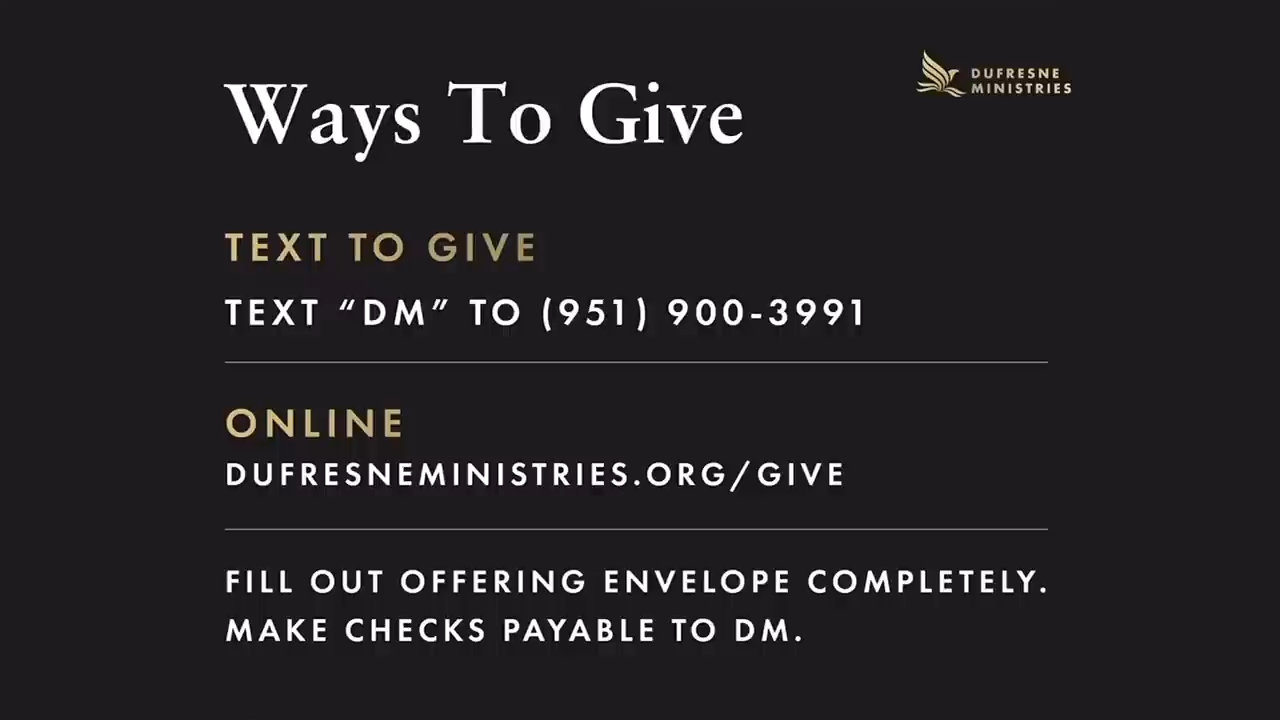 Ways To Give
DUFRESNE
MINISTRIES
TEXT TO GIVE
TEXT “DM” TO (951) 900-3991
ONLINE
DUFRESNEMINISTRIES.ORG/GIVE
FILL OUT OFFERING ENVELOPE COMPLETELY.
MAKE CHECKS PAYABLE TO DM.